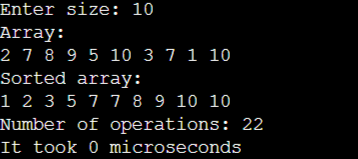 Enter size: 10
Array:
2 7 8 9 5 10 3 7 1 10
Sorted array:
1 2 3 5 7 7 8 9 10 10
Number of operations: 22
It took 0 microseconds